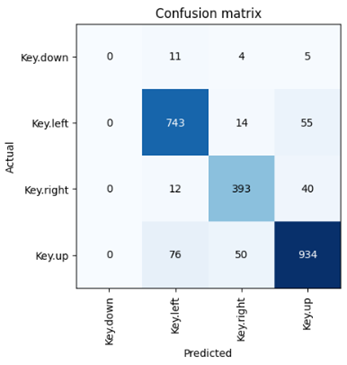 Confusion matrix
Key.down 0 11 4 5
Key.left 0 743 14 55
Key.right 0 12 393 40
Key.up 0 76 50 934
Actual
Key.down Key.left Key.right Key.up
Predicted